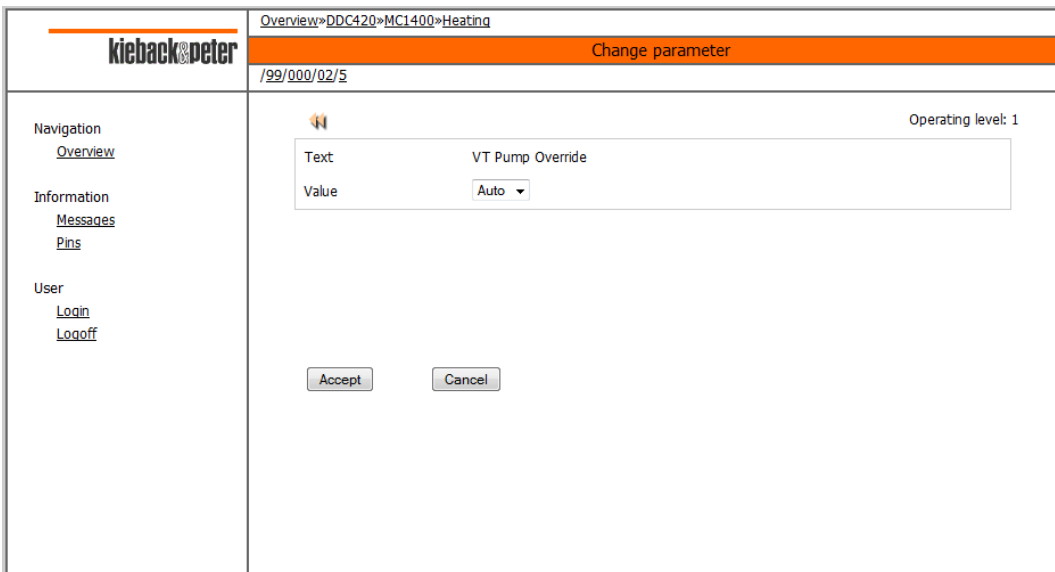 kieback&peter
Overview»DDC420»MC1400»Heating
Change parameter
/99/000/02/5
Navigation
Overview
Information
Messages
Pins
User
Login
Logoff
Operating level: 1
Text VT Pump Override
Value Auto
Accept Cancel